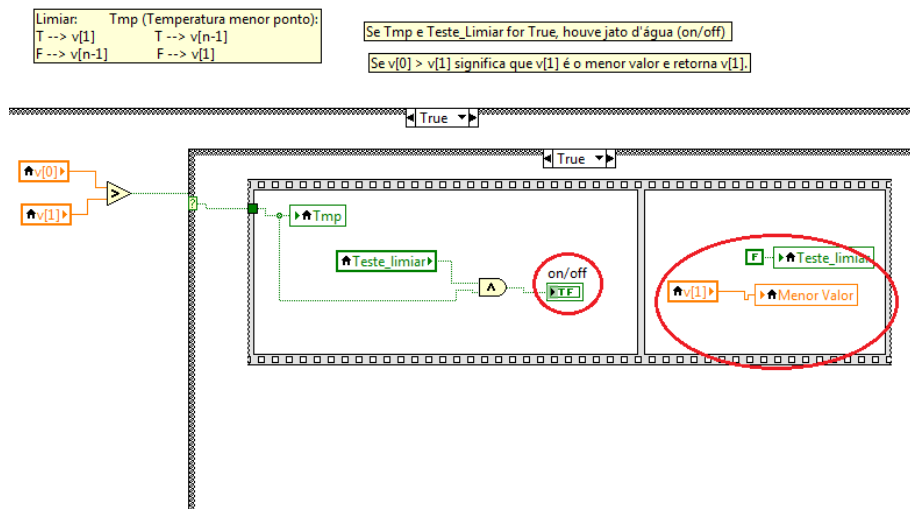 Limiar: Tmp (Temperatura menor ponto):
T --> v[1] T --> v[n-1]
F --> v[n-1] F --> v[1]
Se Tmp e Teste_Limiar for True, houve jato d'água (on/off)
Se v[0] > v[1] significa que v[1] é o menor valor e retorna v[1].
True
True
v[0]
>
v[1]
?
Tmp
Teste_limiar
on/off
TF
F
Teste_limiar
v[1]
Menor Valor